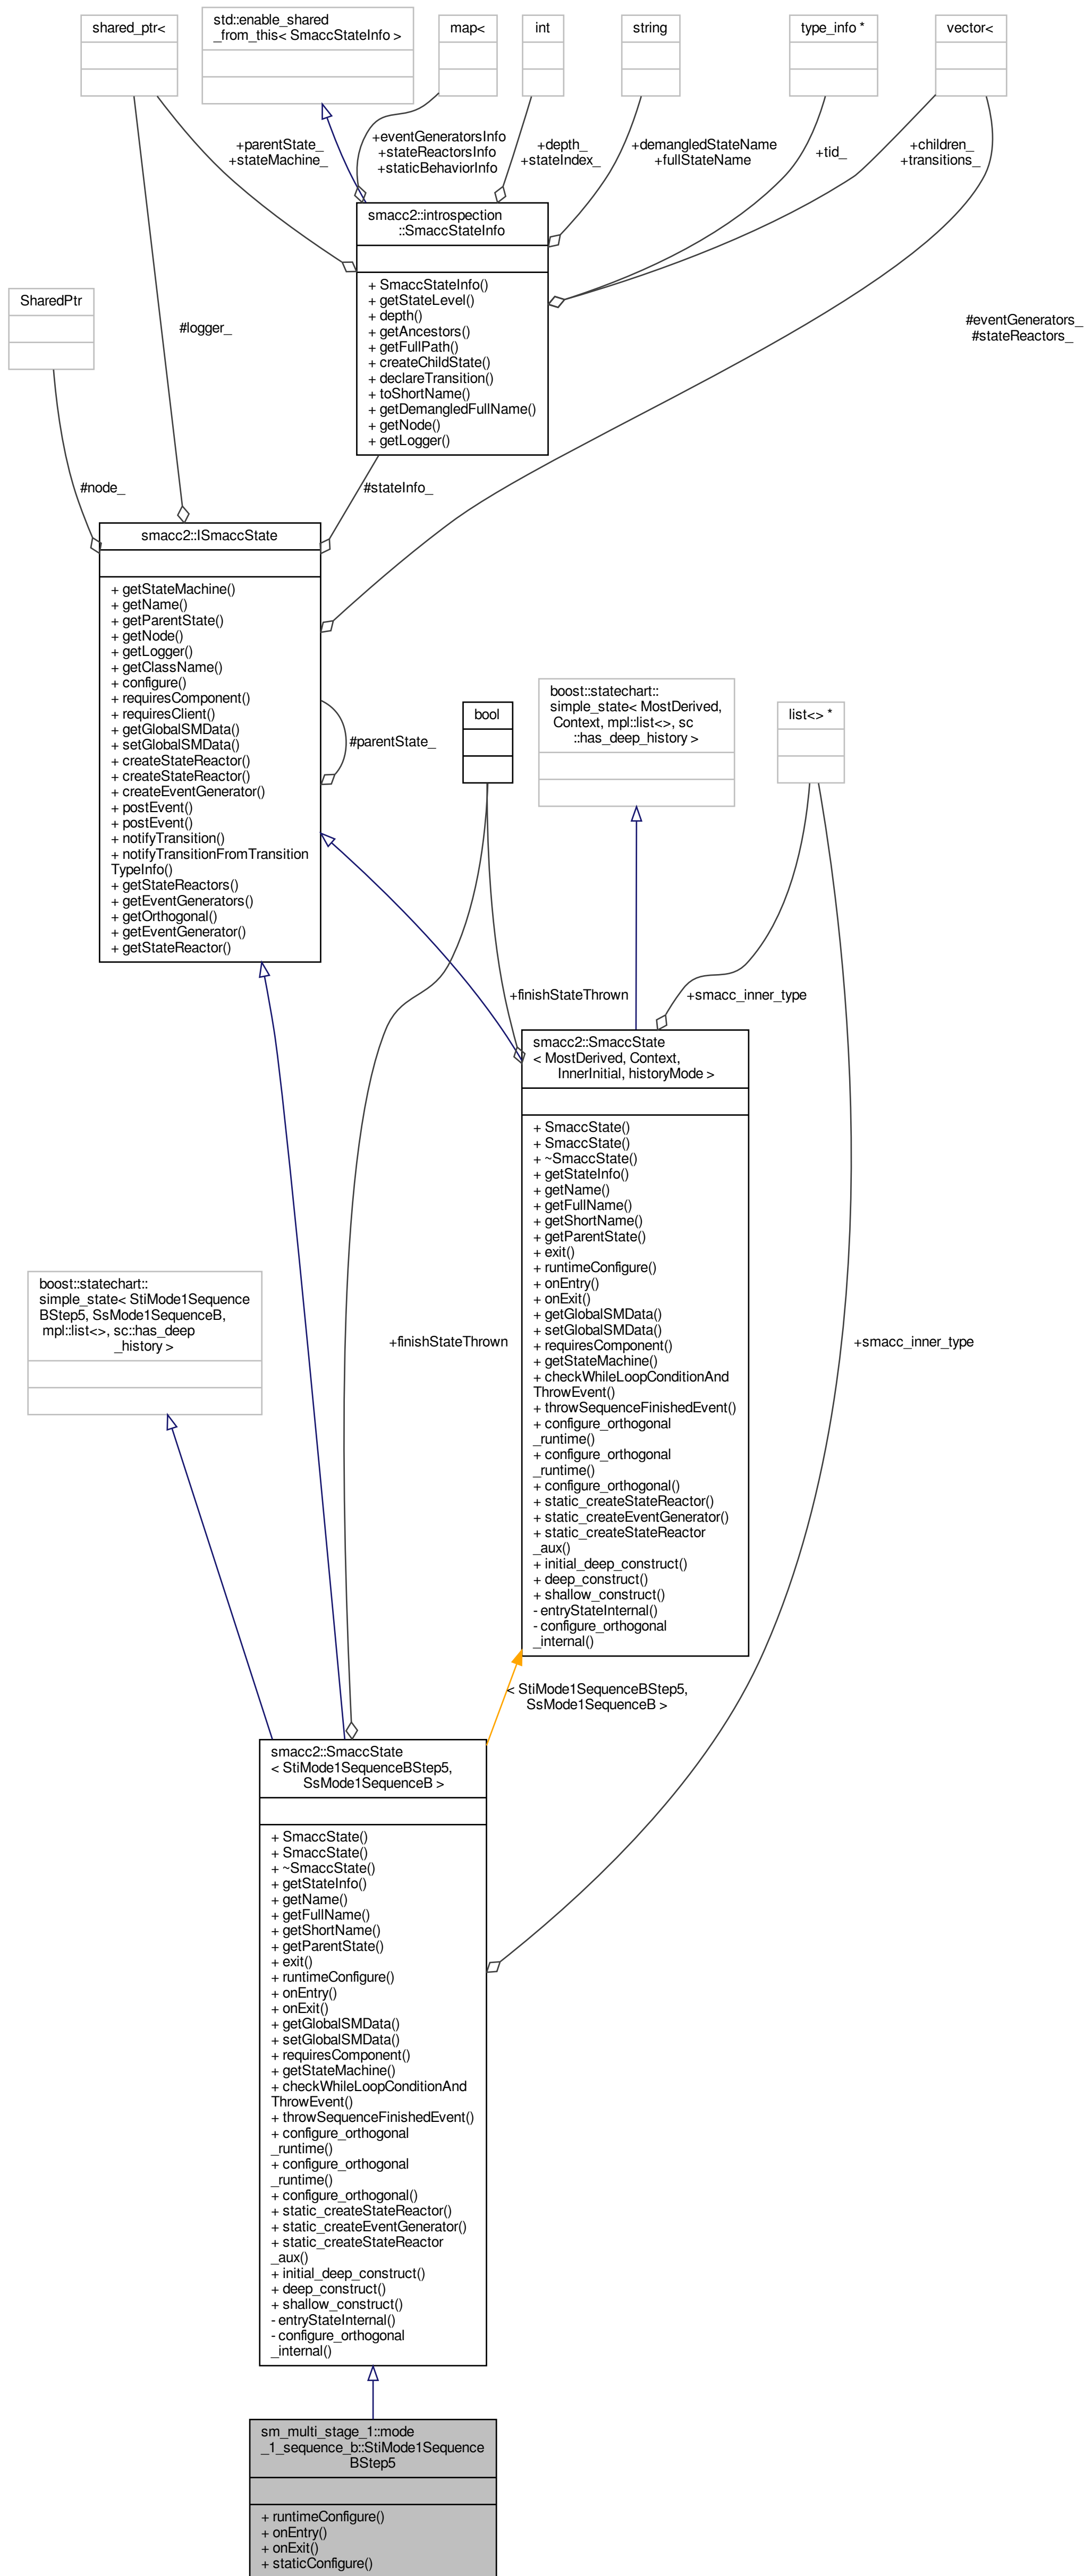 shared_ptr<
std::enable_shared
_from_this< SmaccStateInfo >
map<
int
string
type_info *
vector<
+parentState_
+stateMachine_
+eventGeneratorsInfo
+stateReactorsInfo
+staticBehaviorInfo
+depth_
+stateIndex_
+demangledStateName
+fullStateName
+tid_
+children_
+transitions_
smacc2::introspection
::SmaccStateInfo
+ SmaccStateInfo()
+ getStateLevel()
+ depth()
+ getAncestors()
+ getFullPath()
+ createChildState()
+ declareTransition()
+ toShortName()
+ getDemangledFullName()
+ getNode()
+ getLogger()
SharedPtr
#logger_
#eventGenerators_
#stateReactors_
#node_
#stateInfo_
smacc2::ISmaccState
+ getStateMachine()
+ getName()
+ getParentState()
+ getNode()
+ getLogger()
+ getClassName()
+ configure()
+ requiresComponent()
+ requiresClient()
+ getGlobalSMData()
+ setGlobalSMData()
+ createStateReactor()
+ createStateReactor()
+ createEventGenerator()
+ postEvent()
+ postEvent()
+ notifyTransition()
+ notifyTransitionFromTransition
TypeInfo()
+ getStateReactors()
+ getEventGenerators()
+ getOrthogonal()
+ getEventGenerator()
+ getStateReactor()
#parentState_
bool
boost::statechart::
simple_state< MostDerived,
Context, mpl::list<>, sc
::has_deep_history >
list<> *
+finishStateThrown
+smacc_inner_type
smacc2::SmaccState
< MostDerived, Context,
InnerInitial, historyMode >
+ SmaccState()
+ SmaccState()
+ ~SmaccState()
+ getStateInfo()
+ getName()
+ getFullName()
+ getShortName()
+ getParentState()
+ exit()
+ runtimeConfigure()
+ onEntry()
+ onExit()
+ getGlobalSMData()
+ setGlobalSMData()
+ requiresComponent()
+ getStateMachine()
+ checkWhileLoopConditionAnd
ThrowEvent()
+ throwSequenceFinishedEvent()
+ configure_orthogonal
_runtime()
+ configure_orthogonal
_runtime()
+ configure_orthogonal()
+ static_createStateReactor()
+ static_createEventGenerator()
+ static_createStateReactor
_aux()
+ initial_deep_construct()
+ deep_construct()
+ shallow_construct()
- entryStateInternal()
- configure_orthogonal
_internal()
boost::statechart::
simple_state< StiMode1Sequence
BStep5, SsMode1SequenceB,
mpl::list<>, sc::has_deep
_history >
+finishStateThrown
+smacc_inner_type
< StiMode1SequenceBStep5,
SsMode1SequenceB >
smacc2::SmaccState
< StiMode1SequenceBStep5,
SsMode1SequenceB >
+ SmaccState()
+ SmaccState()
+ ~SmaccState()
+ getStateInfo()
+ getName()
+ getFullName()
+ getShortName()
+ getParentState()
+ exit()
+ runtimeConfigure()
+ onEntry()
+ onExit()
+ getGlobalSMData()
+ setGlobalSMData()
+ requiresComponent()
+ getStateMachine()
+ checkWhileLoopConditionAnd
ThrowEvent()
+ throwSequenceFinishedEvent()
+ configure_orthogonal
_runtime()
+ configure_orthogonal
_runtime()
+ configure_orthogonal()
+ static_createStateReactor()
+ static_createEventGenerator()
+ static_createStateReactor
_aux()
+ initial_deep_construct()
+ deep_construct()
+ shallow_construct()
- entryStateInternal()
- configure_orthogonal
_internal()
sm_multi_stage_1::mode
_1_sequence_b::StiMode1Sequence
BStep5
+ runtimeConfigure()
+ onEntry()
+ onExit()
+ staticConfigure()